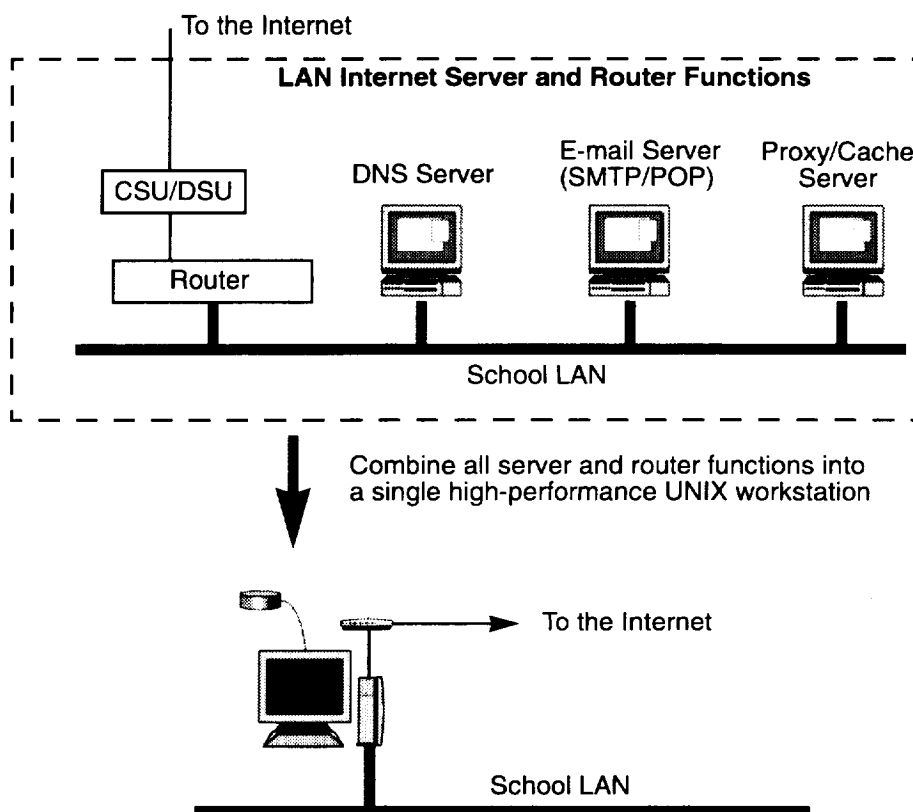 To the Internet
LAN Internet Server and Router Functions
CSU/DSU
Router
DNS Server
E-mail Server
(SMTP/POP)
Proxy/Cache
Server
School LAN
Combine all server and router functions into
a single high-performance UNIX workstation
To the Internet
School LAN